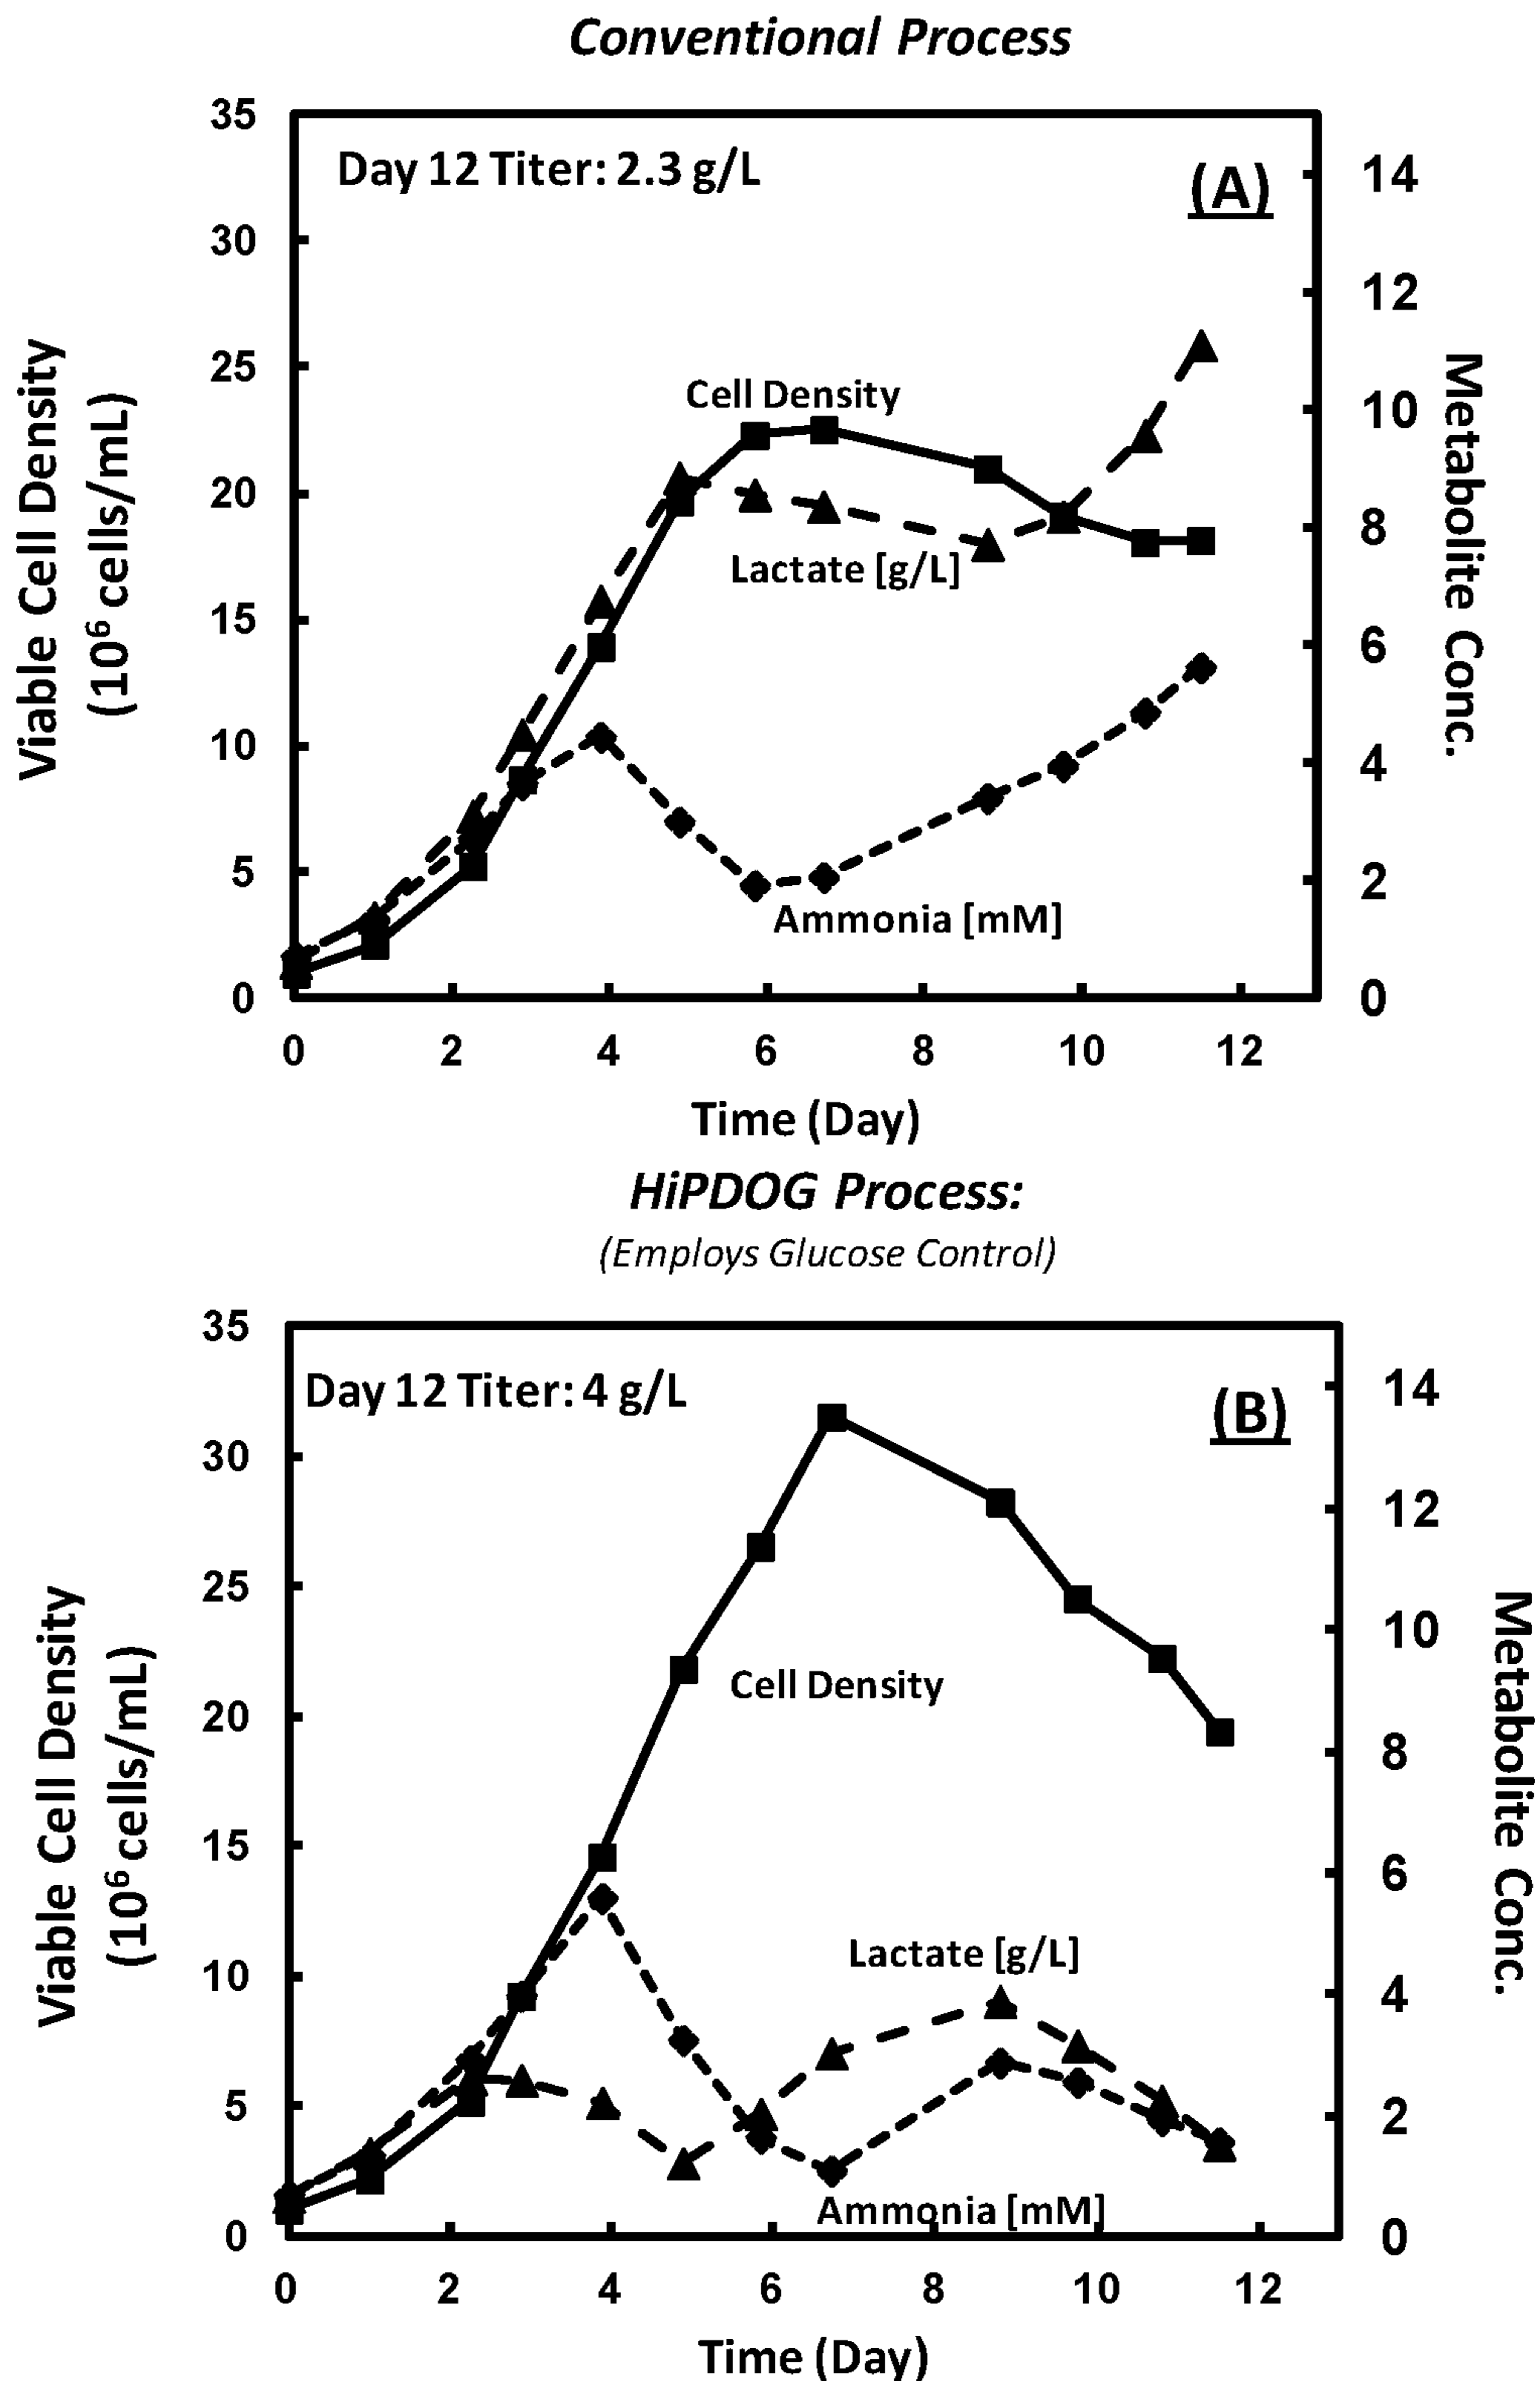 Conventional Process
Day 12 Titer: 2.3 g/L
(A)
35
30
25
20
15
10
5
0
Viable Cell Density
(10⁶ cells/mL)
Cell Density
Lactate [g/L]
Ammonia [mM]
14
12
10
8
6
4
2
0
Metabolite Conc.
0 2 4 6 8 10 12
Time (Day)
HiPDOG Process:
(Employs Glucose Control)
Day 12 Titer: 4 g/L
(B)
35
30
25
20
15
10
5
0
Viable Cell Density
(10⁶ cells/mL)
Cell Density
Lactate [g/L]
Ammonia [mM]
14
12
10
8
6
4
2
0
Metabolite Conc.
0 2 4 6 8 10 12
Time (Day)